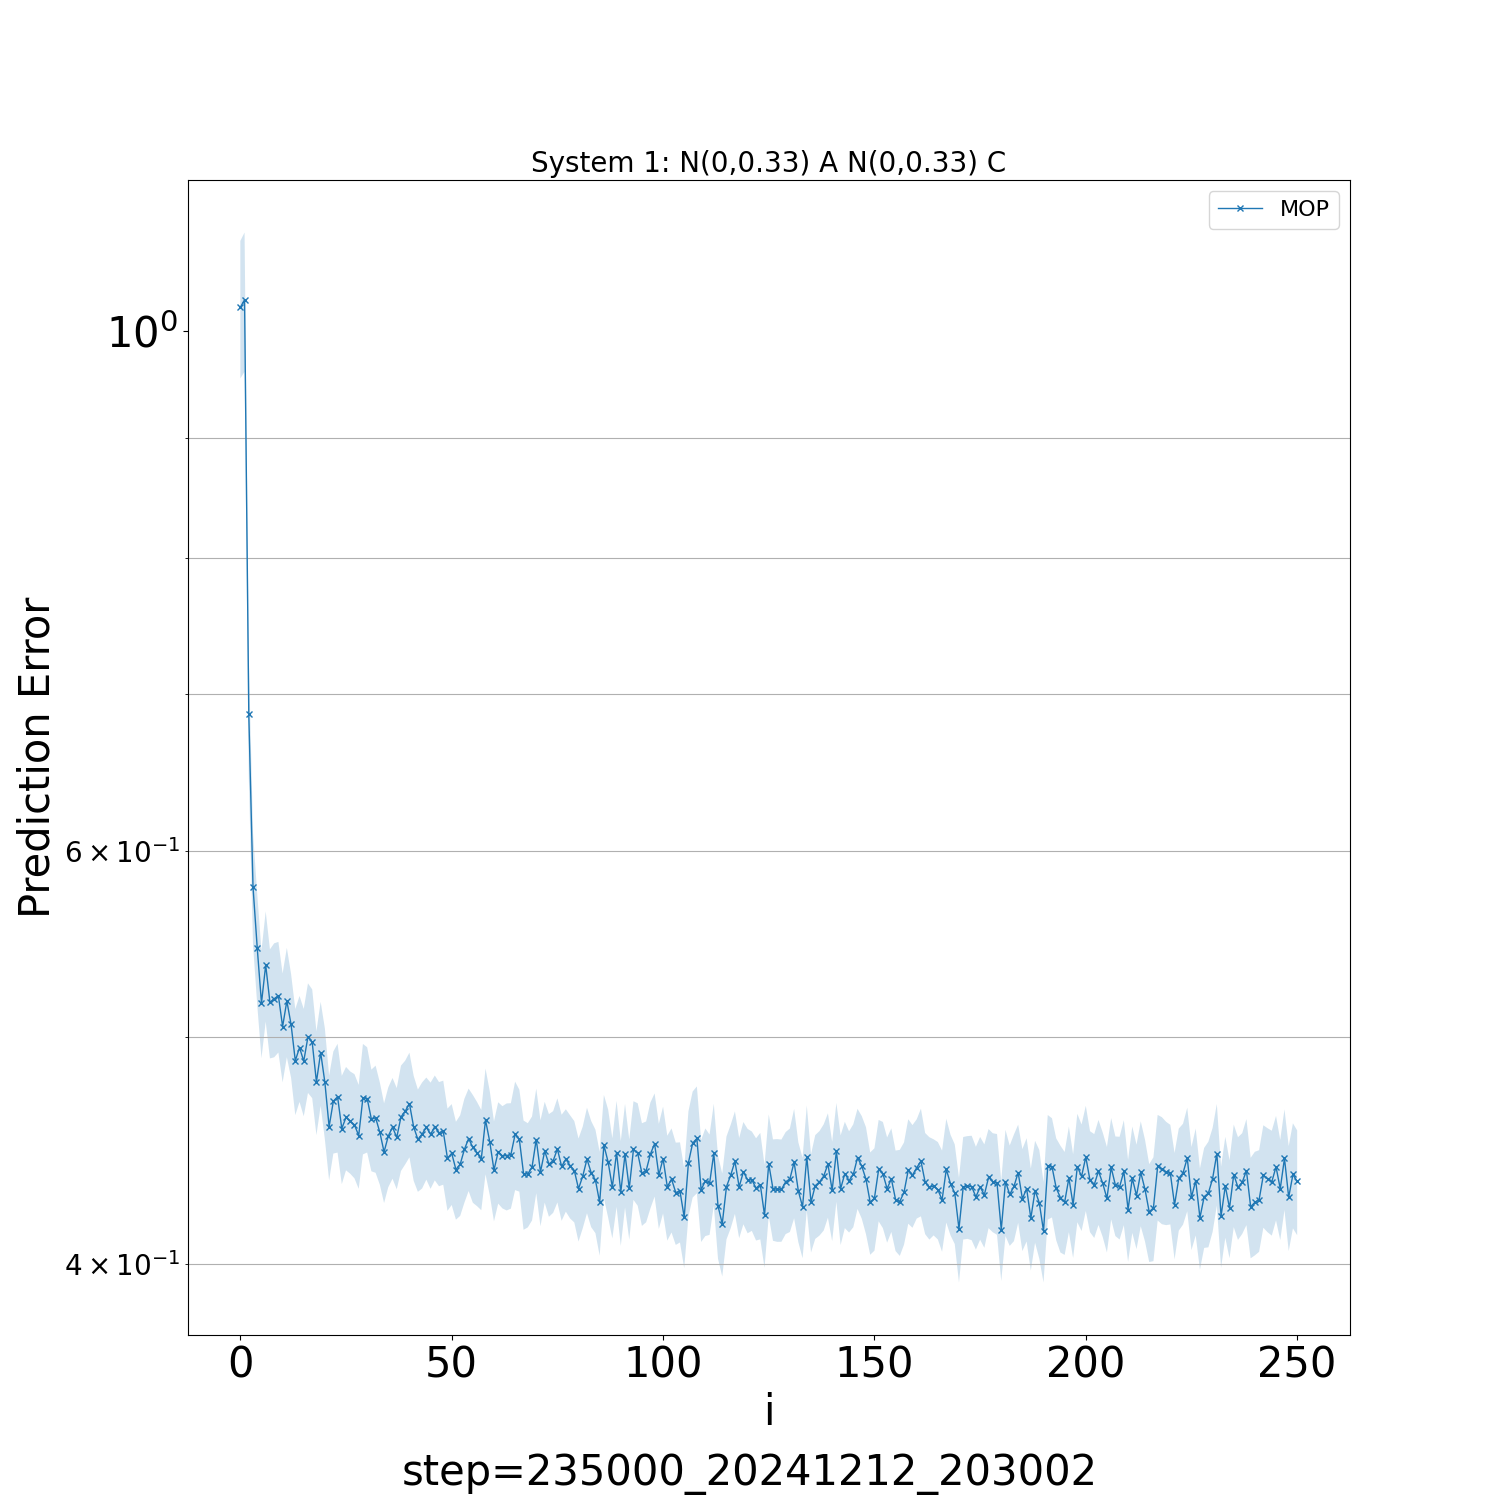 System 1: N(0,0.33) A N(0,0.33) C
MOP
10⁰
6 × 10⁻¹
4 × 10⁻¹
Prediction Error
0 50 100 150 200 250
i
step=235000_20241212_203002